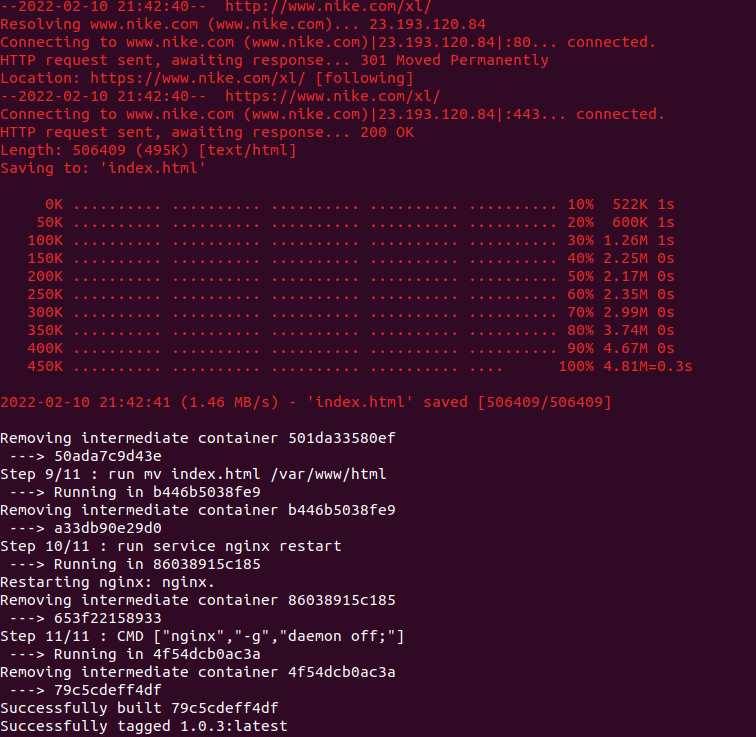 --2022-02-10 21:42:40--  http://www.nike.com/xl/
Resolving www.nike.com (www.nike.com)... 23.193.120.84
Connecting to www.nike.com (www.nike.com)|23.193.120.84|:80... connected.
HTTP request sent, awaiting response... 301 Moved Permanently
Location: https://www.nike.com/xl/ [following]
--2022-02-10 21:42:40--  https://www.nike.com/xl/
Connecting to www.nike.com (www.nike.com)|23.193.120.84|:443... connected.
HTTP request sent, awaiting response... 200 OK
Length: 506409 (495K) [text/html]
Saving to: 'index.html'
     0K .......... .......... .......... .......... .......... 10%  522K 1s
    50K .......... .......... .......... .......... .......... 20%  600K 1s
   100K .......... .......... .......... .......... .......... 30% 1.26M 1s
   150K .......... .......... .......... .......... .......... 40% 2.25M 0s
   200K .......... .......... .......... .......... .......... 50% 2.17M 0s
   250K .......... .......... .......... .......... .......... 60% 2.35M 0s
   300K .......... .......... .......... .......... .......... 70% 2.99M 0s
   350K .......... .......... .......... .......... .......... 80% 3.74M 0s
   400K .......... .......... .......... .......... .......... 90% 4.67M 0s
   450K .......... .......... .......... .......... ....      100% 4.81M=0.3s
2022-02-10 21:42:41 (1.46 MB/s) - 'index.html' saved [506409/506409]
Removing intermediate container 501da33580ef
 ---> 50ada7c9d43e
Step 9/11 : run mv index.html /var/www/html
 ---> Running in b446b5038fe9
Removing intermediate container b446b5038fe9
 ---> a33db90e29d0
Step 10/11 : run service nginx restart
 ---> Running in 86038915c185
Restarting nginx: nginx.
Removing intermediate container 86038915c185
 ---> 653f22158933
Step 11/11 : CMD ["nginx","-g","daemon off;"]
 ---> Running in 4f54dcb0ac3a
Removing intermediate container 4f54dcb0ac3a
 ---> 79c5cdeff4df
Successfully built 79c5cdeff4df
Successfully tagged 1.0.3:latest